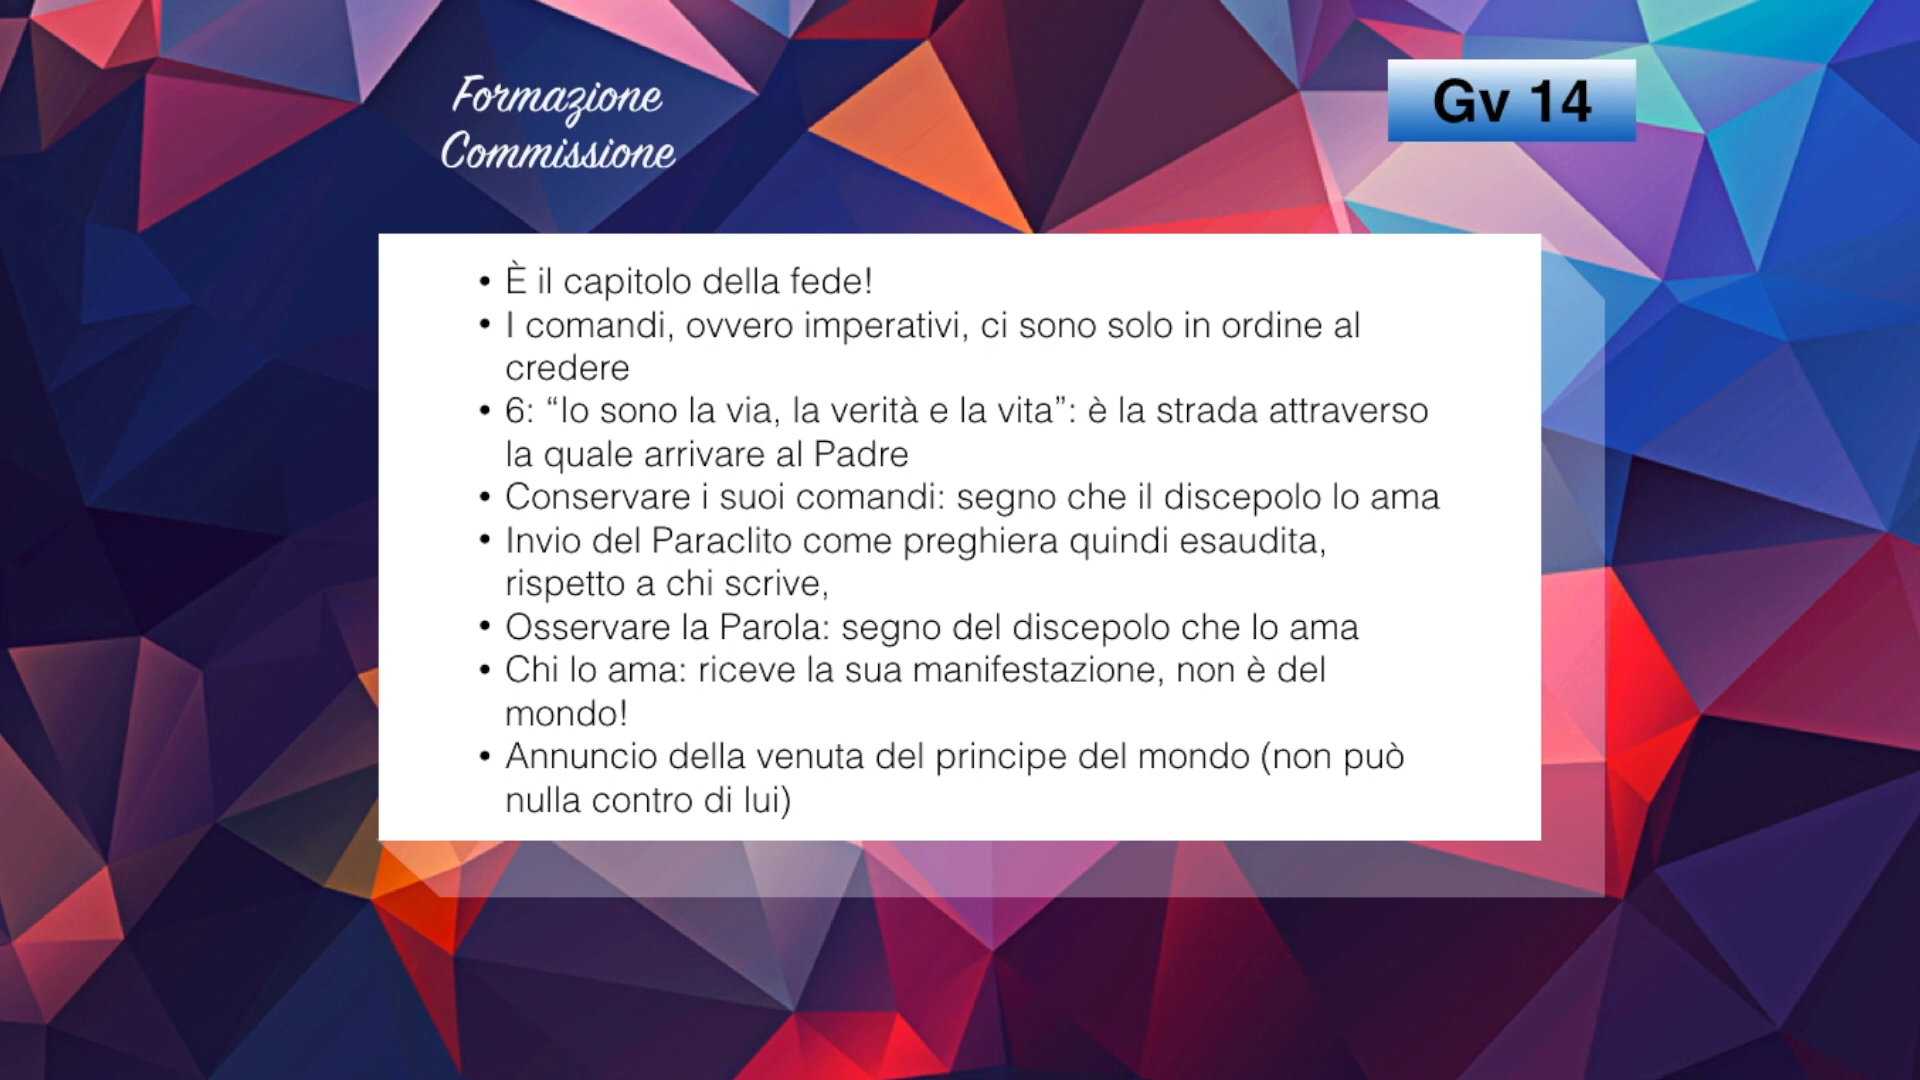 Formazione
Commissione
Gv 14
• È il capitolo della fede!
• I comandi, ovvero imperativi, ci sono solo in ordine al
credere
• 6: “Io sono la via, la verità e la vita”: è la strada attraverso
la quale arrivare al Padre
• Conservare i suoi comandi: segno che il discepolo lo ama
• Invio del Paraclito come preghiera quindi esaudita,
rispetto a chi scrive,
• Osservare la Parola: segno del discepolo che lo ama
• Chi lo ama: riceve la sua manifestazione, non è del
mondo!
• Annuncio della venuta del principe del mondo (non può
nulla contro di lui)